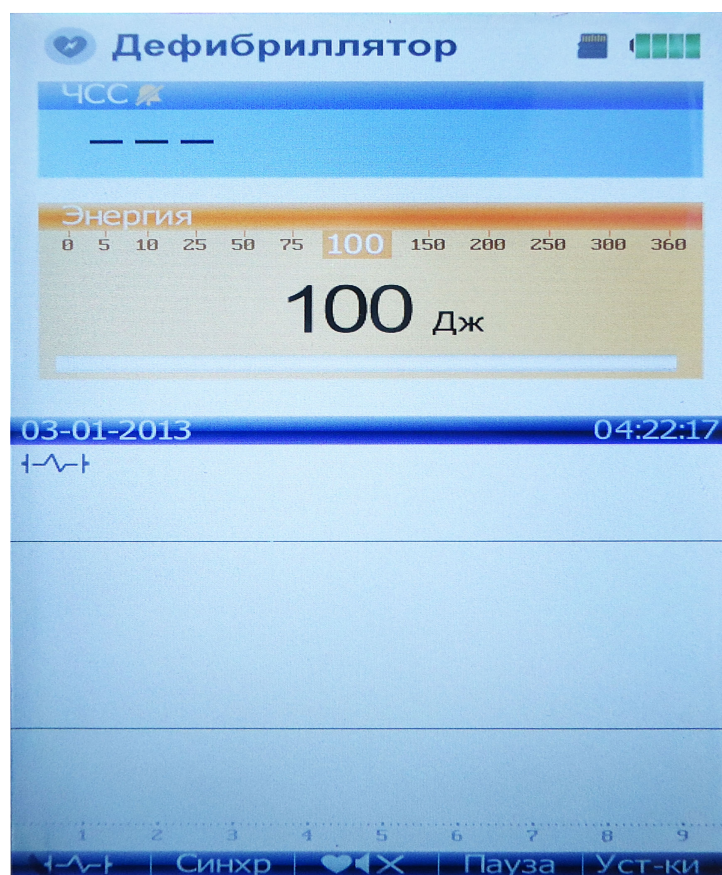 Дефибриллятор
ЧСС
– – –
Энергия
0 5 10 25 50 75 100 150 200 250 300 360
100 Дж
03-01-2013 04:22:17
1 2 3 4 5 6 7 8 9
Синхр Пауза Уст-ки